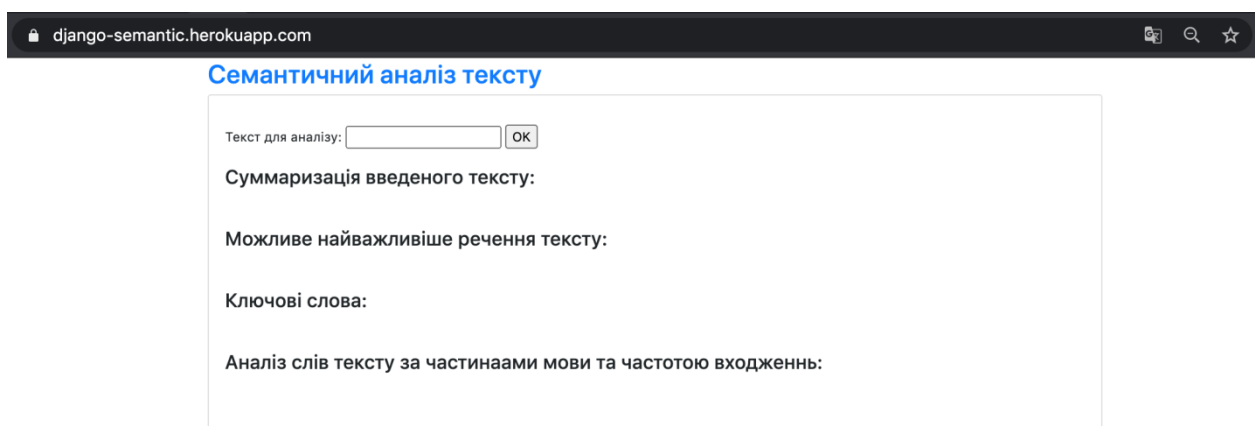 django-semantic.herokuapp.com
Семантичний аналіз тексту
Текст для аналізу: OK
Суммаризація введеного тексту:
Можливе найважливіше речення тексту:
Ключові слова:
Аналіз слів тексту за частинаами мови та частотою входженнь: